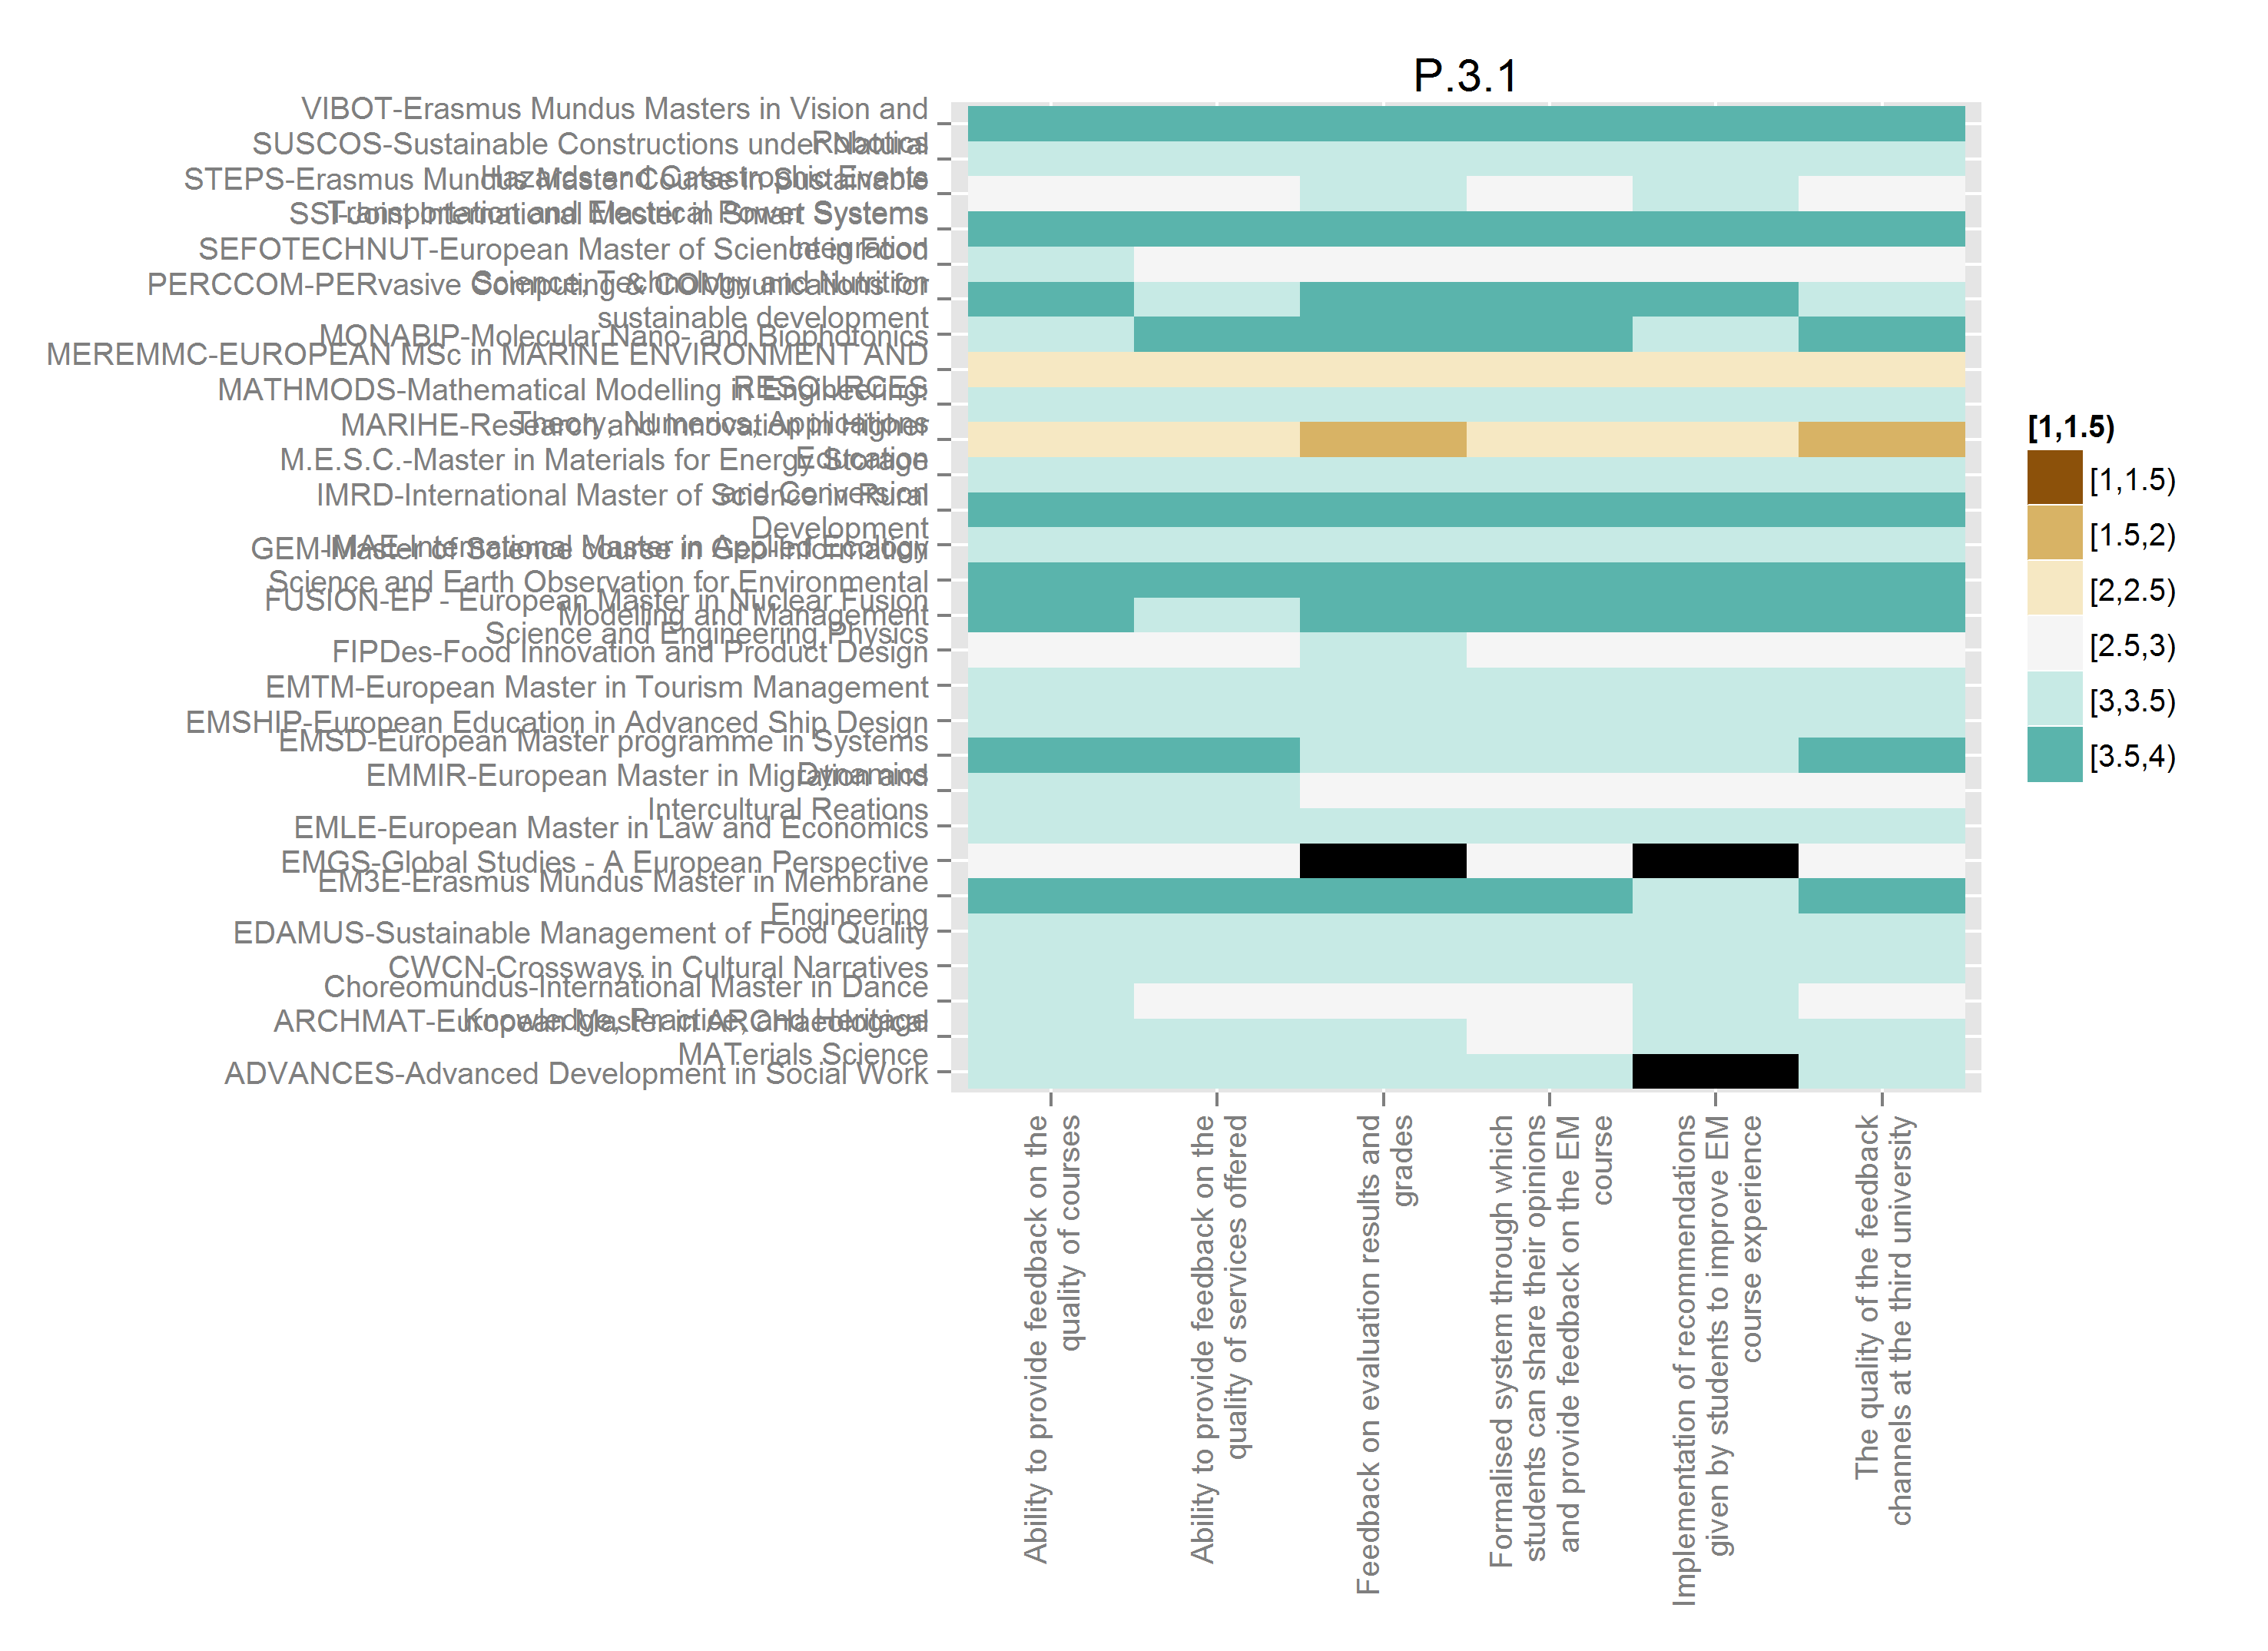 P.3.1
VIBOT-Erasmus Mundus Masters in Vision and
Robotics
SUSCOS-Sustainable Constructions under Natural
Hazards and Catastrophic Events
STEPS-Erasmus Mundus Master Course in Sustainable
Transportation and Electrical Power Systems
SSI-Joint International Master in Smart Systems
Integration
SEFOTECHNUT-European Master of Science in Food
Science, Technology and Nutrition
PERCCOM-PERvasive Computing & COMmunications for
sustainable development
MONABIP-Molecular Nano- and Biophotonics
MEREMMC-EUROPEAN MSc in MARINE ENVIRONMENT AND
RESOURCES
MATHMODS-Mathematical Modelling in Engineering:
Theory, Numerics, Applications
MARIHE-Research and Innovation in Higher
Education
M.E.S.C.-Master in Materials for Energy Storage
and Conversion
IMRD-International Master of Science in Rural
Development
IMAE-International Master in Applied Ecology
GEM-Master of Science course in Geo-information
Science and Earth Observation for Environmental
Modelling and Management
FUSION-EP - European Master in Nuclear Fusion
Science and Engineering Physics
FIPDes-Food Innovation and Product Design
EMTM-European Master in Tourism Management
EMSHIP-European Education in Advanced Ship Design
EMSD-European Master programme in Systems
Dynamics
EMMIR-European Master in Migration and
Intercultural Reations
EMLE-European Master in Law and Economics
EMGS-Global Studies - A European Perspective
EM3E-Erasmus Mundus Master in Membrane
Engineering
EDAMUS-Sustainable Management of Food Quality
CWCN-Crossways in Cultural Narratives
Choreomundus-International Master in Dance
Knowledge, Practice, and Heritage
ARCHMAT-European Master in ARCHaeological
MATerials Science
ADVANCES-Advanced Development in Social Work
Ability to provide feedback on the
quality of courses
Ability to provide feedback on the
quality of services offered
Feedback on evaluation results and
grades
Formalised system through which
students can share their opinions
and provide feedback on the EM
course
Implementation of recommendations
given by students to improve EM
course experience
The quality of the feedback
channels at the third university
[1,1.5)
[1,1.5)
[1.5,2)
[2,2.5)
[2.5,3)
[3,3.5)
[3.5,4)